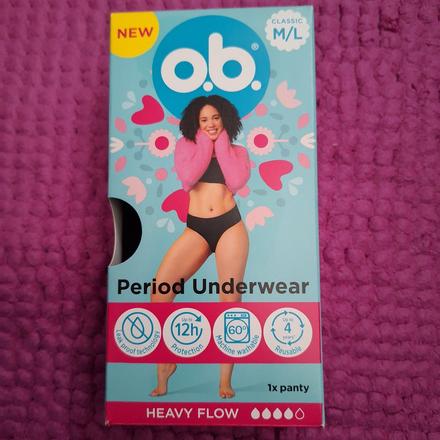 NEW
CLASSIC
M/L
o.b.®
Period Underwear
Leak proof technology
Up to
12h
Protection
60°
Machine washable
Up to
4
years
Reusable
1x panty
HEAVY FLOW